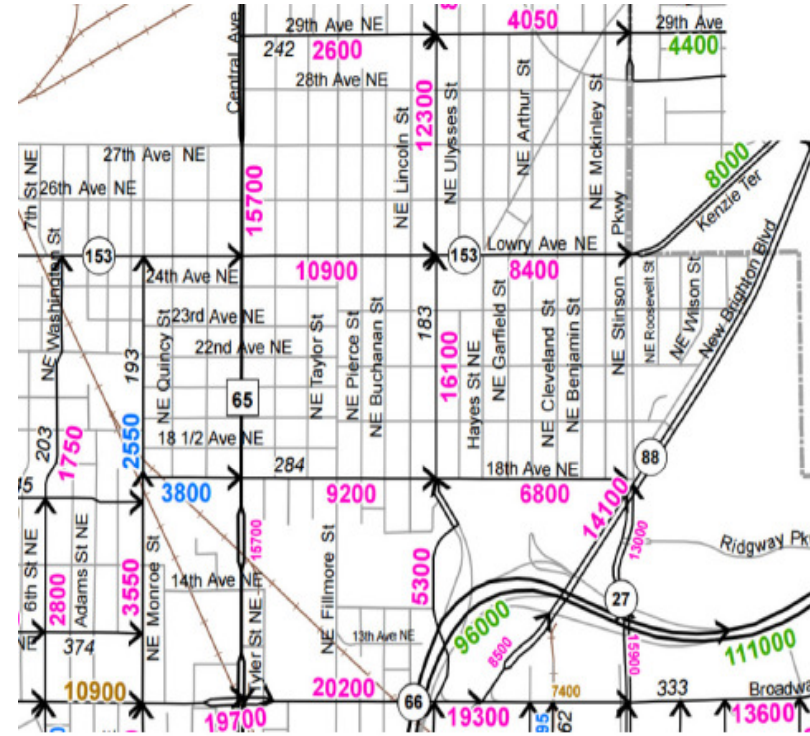 4050
29th Ave NE
29th Ave
242
2600
4400
28th Ave NE
Central Ave
12300
NE Lincoln St
NE Ulysses St
NE Arthur St
NE Mckinley St
8000
Kenzie Ter
27th Ave NE
26th Ave NE
7th St NE
15700
Pkwy
NE Stinson
153
153
Lowry Ave NE
10900
8400
24th Ave NE
NE Washington St
193
NE Quincy St
23rd Ave NE
22nd Ave NE
NE Taylor St
NE Pierce St
NE Buchanan St
183
16100
Hayes St NE
NE Garfield St
NE Cleveland St
NE Benjamin St
NE Roosevelt St
NE Wilson St
New Brighton Blvd
65
203
1750
2550
18 1/2 Ave NE
284
18th Ave NE
88
45
3800
9200
6800
14100
15700
13000
Ridgway Pk
6th St NE
2800
Adams St NE
3550
NE Monroe St
14th Ave NE
NE Fillmore St
5300
96000
27
13th Ave NE
8500
15900
111000
NE
374
Tyler St NE
10900
20200
66
7400
333
Broadwa
19700
19300
95
62
13600